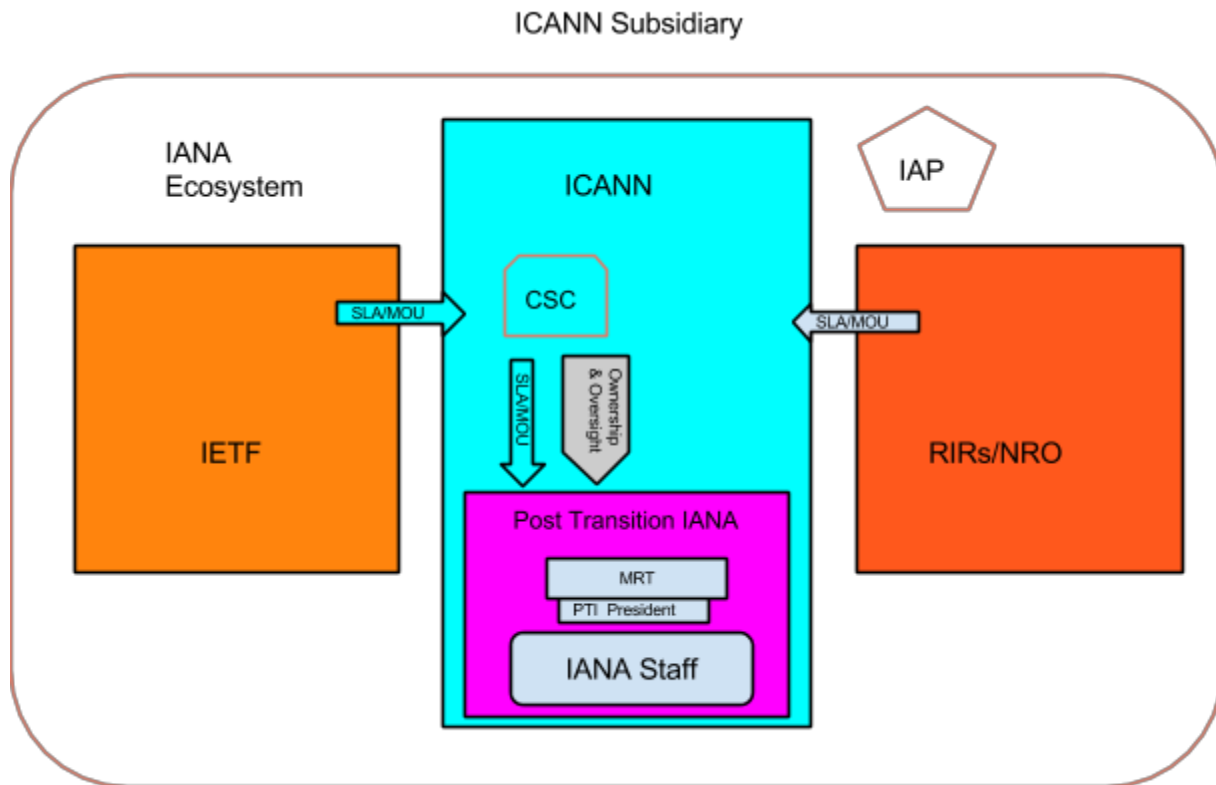 ICANN Subsidiary
IANA
Ecosystem
ICANN
IAP
CSC
SLA/MOU
SLA/MOU
SLA/MOU
Ownership
& Oversight
IETF
RIRs/NRO
Post Transition IANA
MRT
PTI President
IANA Staff